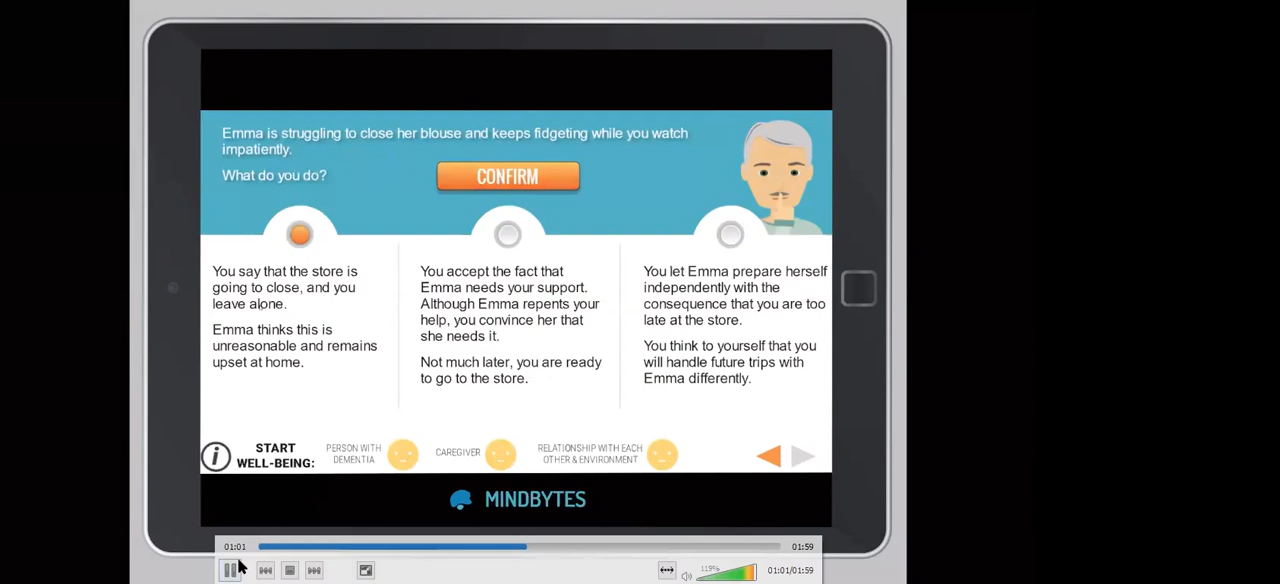 Emma is struggling to close her blouse and keeps fidgeting while you watch
impatiently.
What do you do?
CONFIRM
You say that the store is
going to close, and you
leave alone.
Emma thinks this is
unreasonable and remains
upset at home.
You accept the fact that
Emma needs your support.
Although Emma repents your
help, you convince her that
she needs it.
Not much later, you are ready
to go to the store.
You let Emma prepare herself
independently with the
consequence that you are too
late at the store.
You think to yourself that you
will handle future trips with
Emma differently.
i
START
WELL-BEING:
PERSON WITH
DEMENTIA
CAREGIVER
RELATIONSHIP WITH EACH
OTHER & ENVIRONMENT
MINDBYTES
01:01
01:59
119%
01:01/01:59